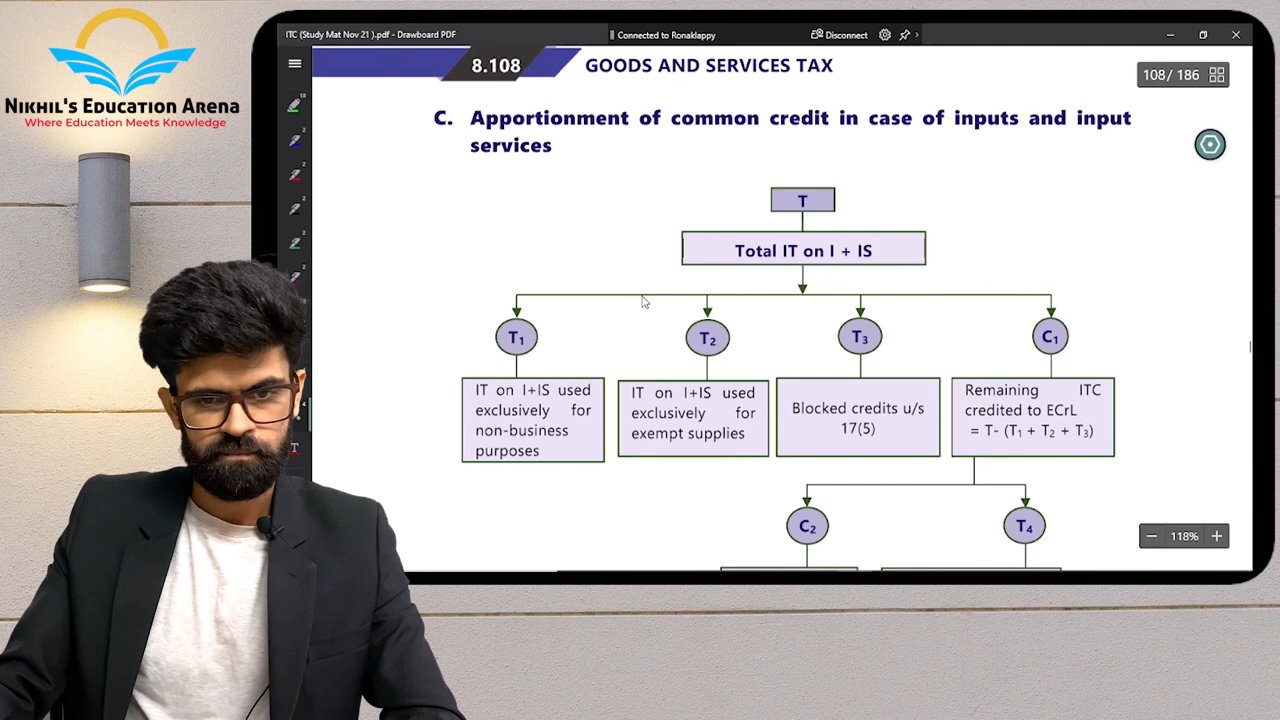 NIKHIL'S EDUCATION ARENA
Where Education Meets Knowledge
ITC (Study Mat Nov 21 ).pdf - Drawboard PDF
Connected to Ronaklappy
Disconnect
8.108
GOODS AND SERVICES TAX
108 / 186
C. Apportionment of common credit in case of inputs and input
services
T
Total IT on I + IS
T1
T2
T3
C1
IT on I+IS used
exclusively for
non-business
purposes
IT on I+IS used
exclusively for
exempt supplies
Blocked credits u/s
17(5)
Remaining ITC
credited to ECrL
= T- (T1 + T2 + T3)
C2
T4
118%